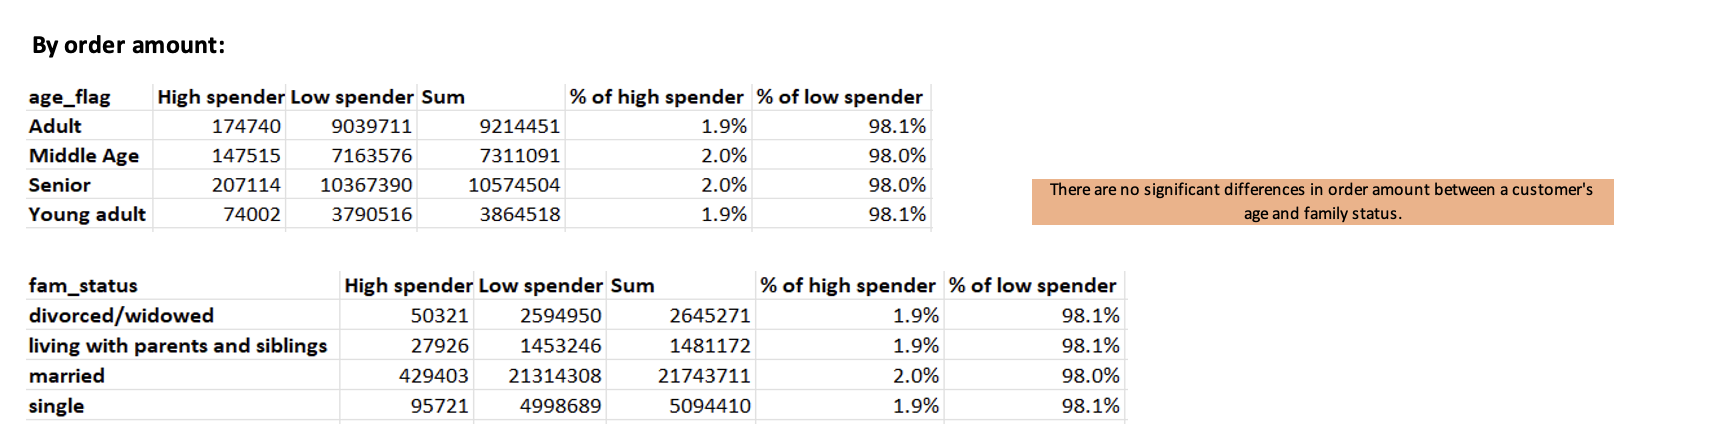 By order amount:
age_flag High spender Low spender Sum % of high spender % of low spender
Adult 174740 9039711 9214451 1.9% 98.1%
Middle Age 147515 7163576 7311091 2.0% 98.0%
Senior 207114 10367390 10574504 2.0% 98.0%
Young adult 74002 3790516 3864518 1.9% 98.1%
There are no significant differences in order amount between a customer's
age and family status.
fam_status High spender Low spender Sum % of high spender % of low spender
divorced/widowed 50321 2594950 2645271 1.9% 98.1%
living with parents and siblings 27926 1453246 1481172 1.9% 98.1%
married 429403 21314308 21743711 2.0% 98.0%
single 95721 4998689 5094410 1.9% 98.1%